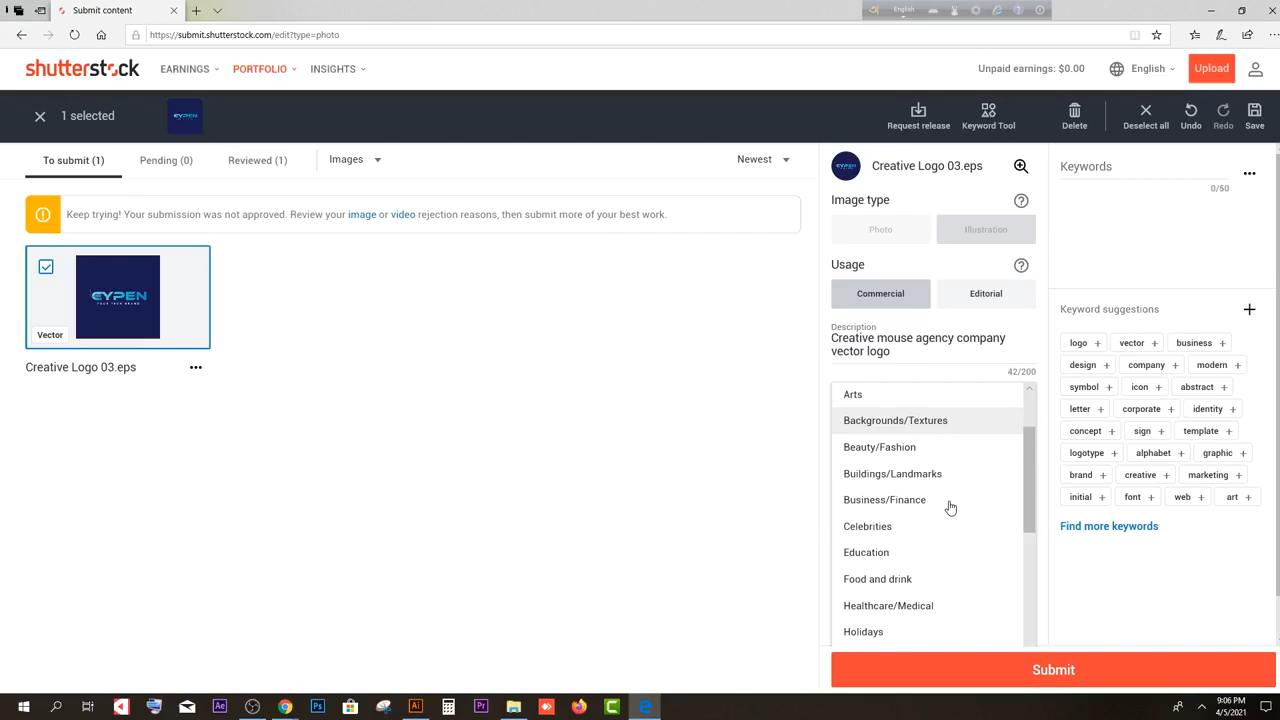 Submit content
English
https://submit.shutterstock.com/edit?type=photo
shutterstock
EARNINGS
PORTFOLIO
INSIGHTS
Unpaid earnings: $0.00
English
Upload
1 selected
EYPEN
Request release
Keyword Tool
Delete
Deselect all
Undo
Redo
Save
To submit (1)
Pending (0)
Reviewed (1)
Images
Newest
Keep trying! Your submission was not approved. Review your image or video rejection reasons, then submit more of your best work.
EYPEN
YOUR TECH BRAND
Vector
Creative Logo 03.eps
Creative Logo 03.eps
Image type
Photo
Illustration
Usage
Commercial
Editorial
Description
Creative mouse agency company
vector logo
42/200
Arts
Backgrounds/Textures
Beauty/Fashion
Buildings/Landmarks
Business/Finance
Celebrities
Education
Food and drink
Healthcare/Medical
Holidays
Keywords
0/50
Keyword suggestions
logo + vector + business +
design + company + modern +
symbol + icon + abstract +
letter + corporate + identity +
concept + sign + template +
logotype + alphabet + graphic +
brand + creative + marketing +
initial + font + web + art +
Find more keywords
Submit
9:06 PM
4/5/2021